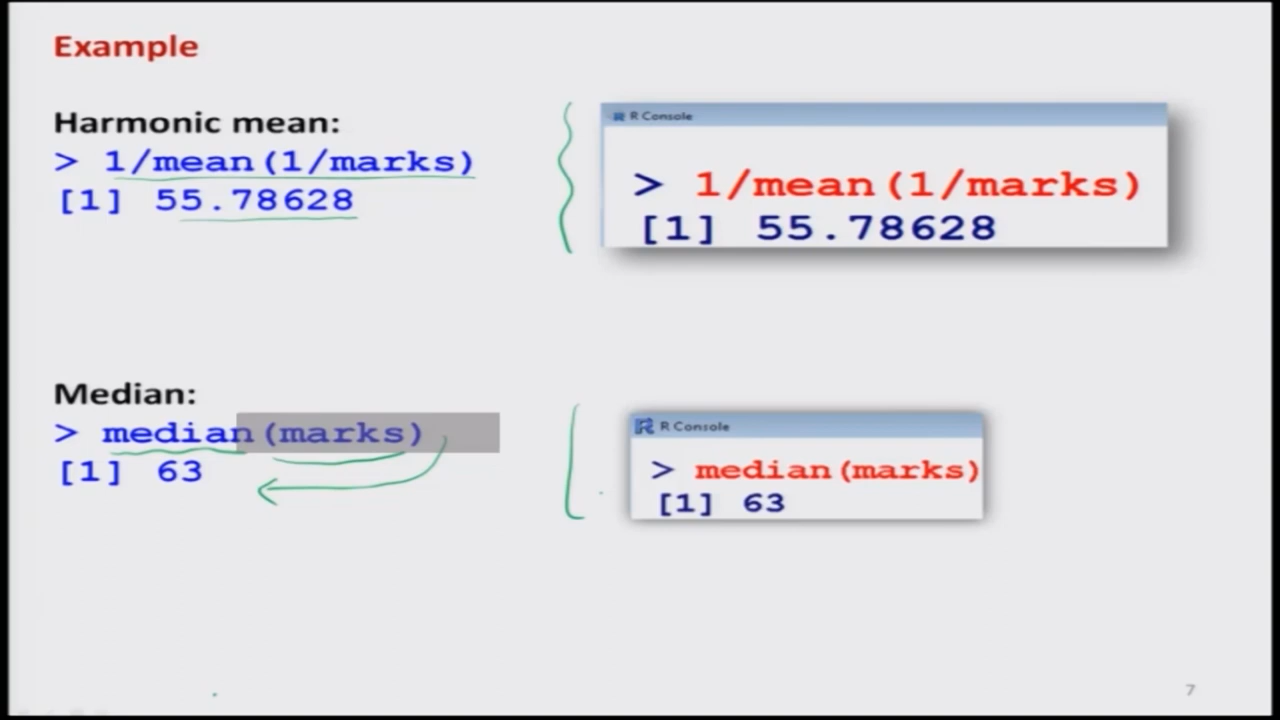 Example
Harmonic mean:
> 1/mean(1/marks)
[1] 55.78628
R Console
> 1/mean(1/marks)
[1] 55.78628
Median:
> median(marks)
[1] 63
R Console
> median(marks)
[1] 63
7